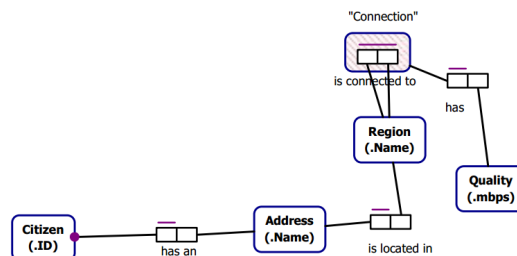 "Connection"
is connected to
has
Region
(.Name)
Quality
(.mbps)
Address
(.Name)
Citizen
(.ID)
has an
is located in